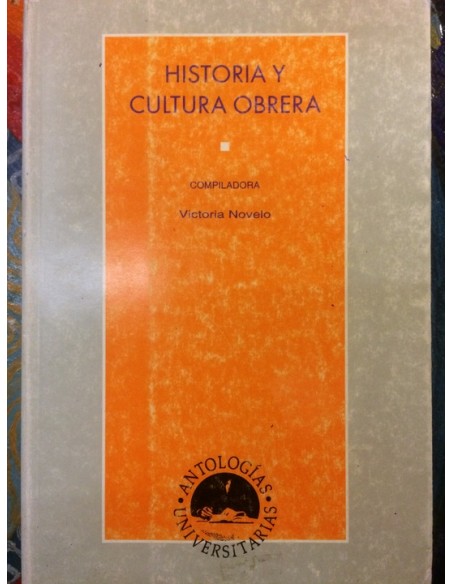 HISTORIA Y
CULTURA OBRERA
COMPILADORA
Victoria Novelo
ANTOLOGÍAS
UNIVERSITARIAS